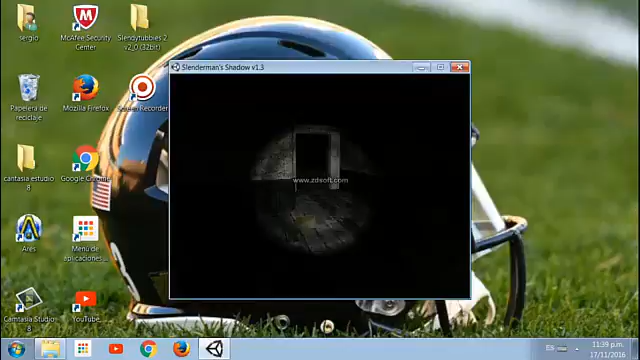 sergio
McAfee Security
Center
Slendytubbies 2
v2_0 (32bit)
Slenderman's Shadow v1.3
Papelera de
reciclaje
Mozilla Firefox
Screen Recorder
www.zdsoft.com
camtasia estudio
8
Google Chrome
Ares
Menú de
aplicaciones...
Camtasia Studio
8
YouTube
ES
11:39 p.m.
17/11/2016